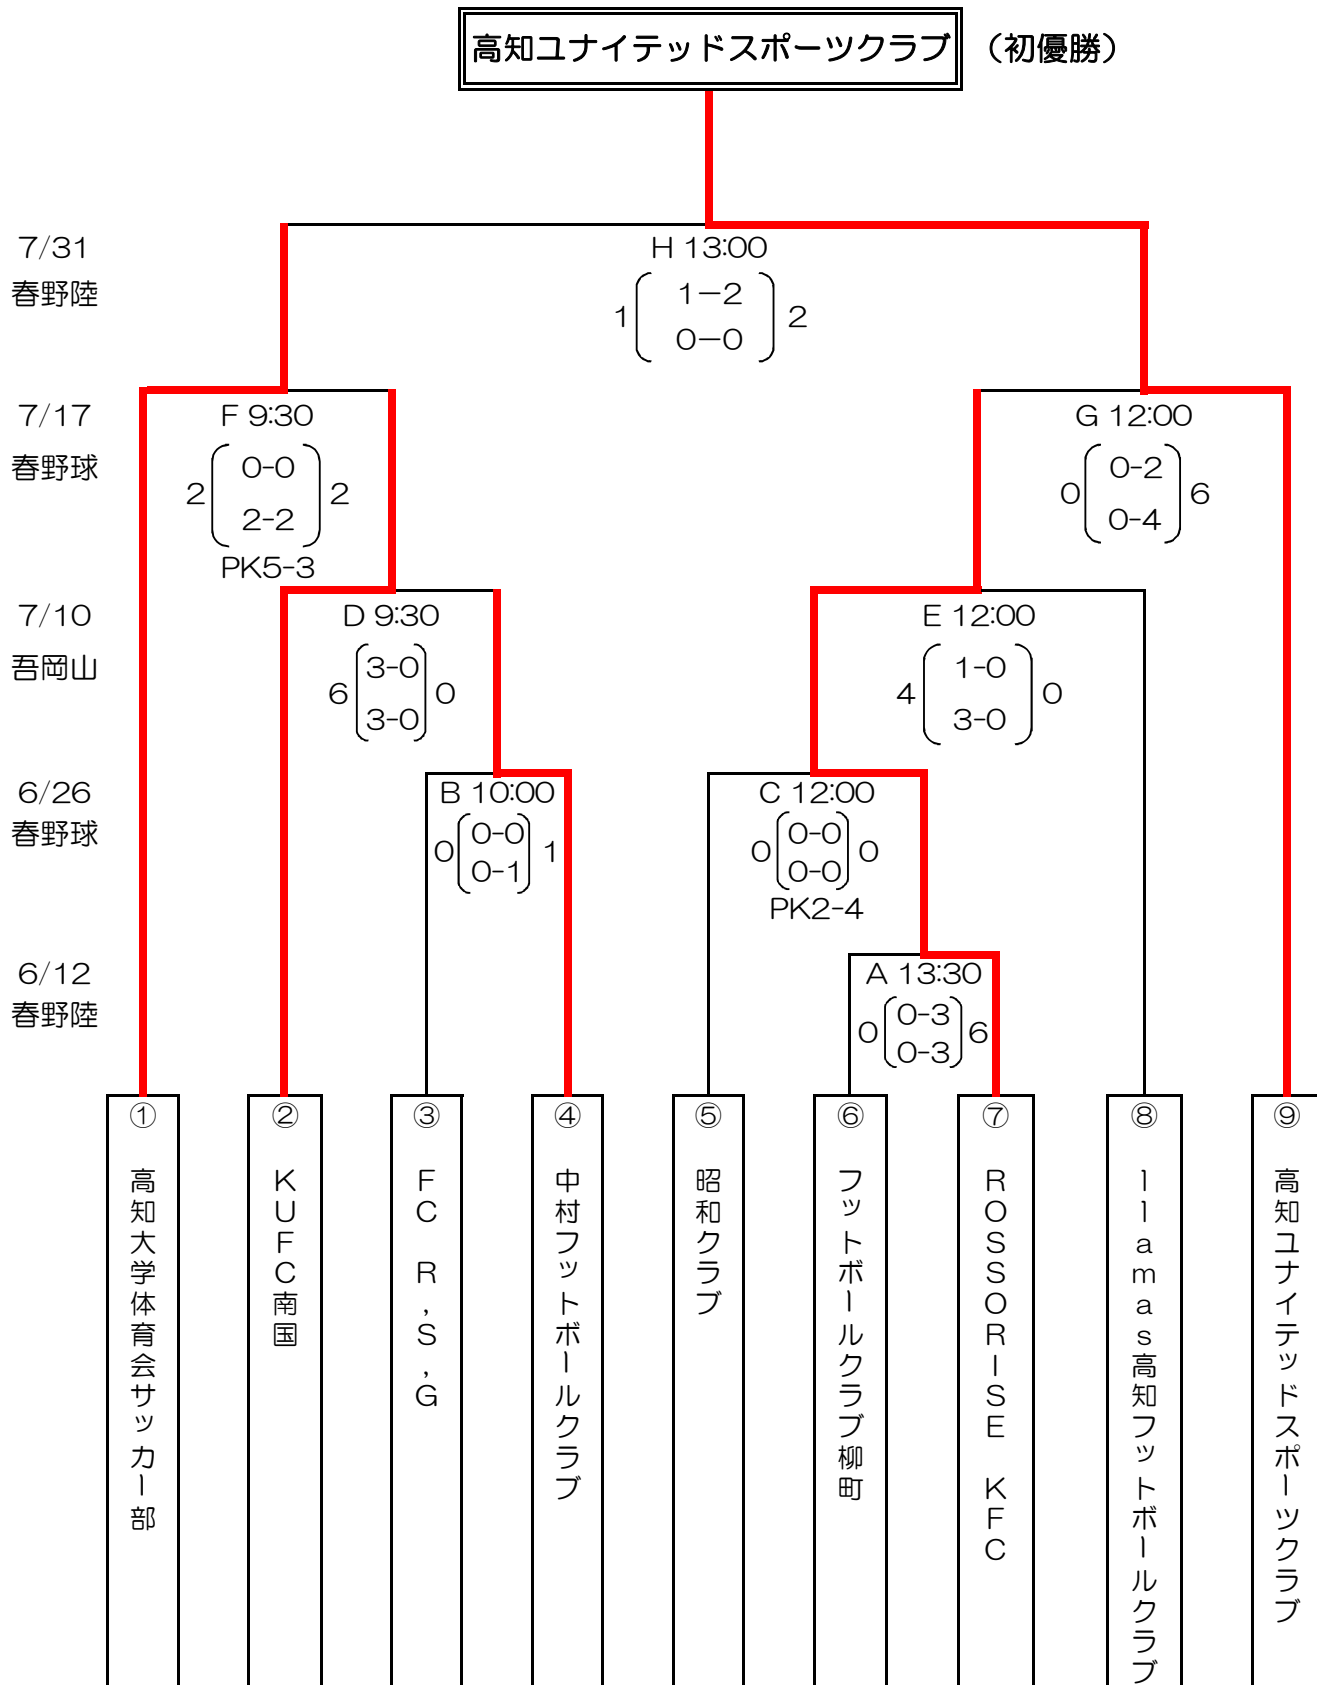 高知ユナイテッドスポーツクラブ （初優勝）
7/31
春野陸
H 13:00
1 1－2 2
0－0
7/17
春野球
F 9:30
2 0-0 2
2-2
PK5-3
G 12:00
0 0-2 6
0-4
7/10
吾岡山
D 9:30
6 3-0 0
3-0
E 12:00
4 1-0 0
3-0
6/26
春野球
B 10:00
0 0-0 1
0-1
C 12:00
0 0-0 0
0-0
PK2-4
6/12
春野陸
A 13:30
0 0-3 6
0-3
① 高知大学体育会サッカー部
② KUFC南国
③ FC R,S,G
④ 中村フットボールクラブ
⑤ 昭和クラブ
⑥ フットボールクラブ柳町
⑦ ROSSORISE KFC
⑧ llamas高知フットボールクラブ
⑨ 高知ユナイテッドスポーツクラブ